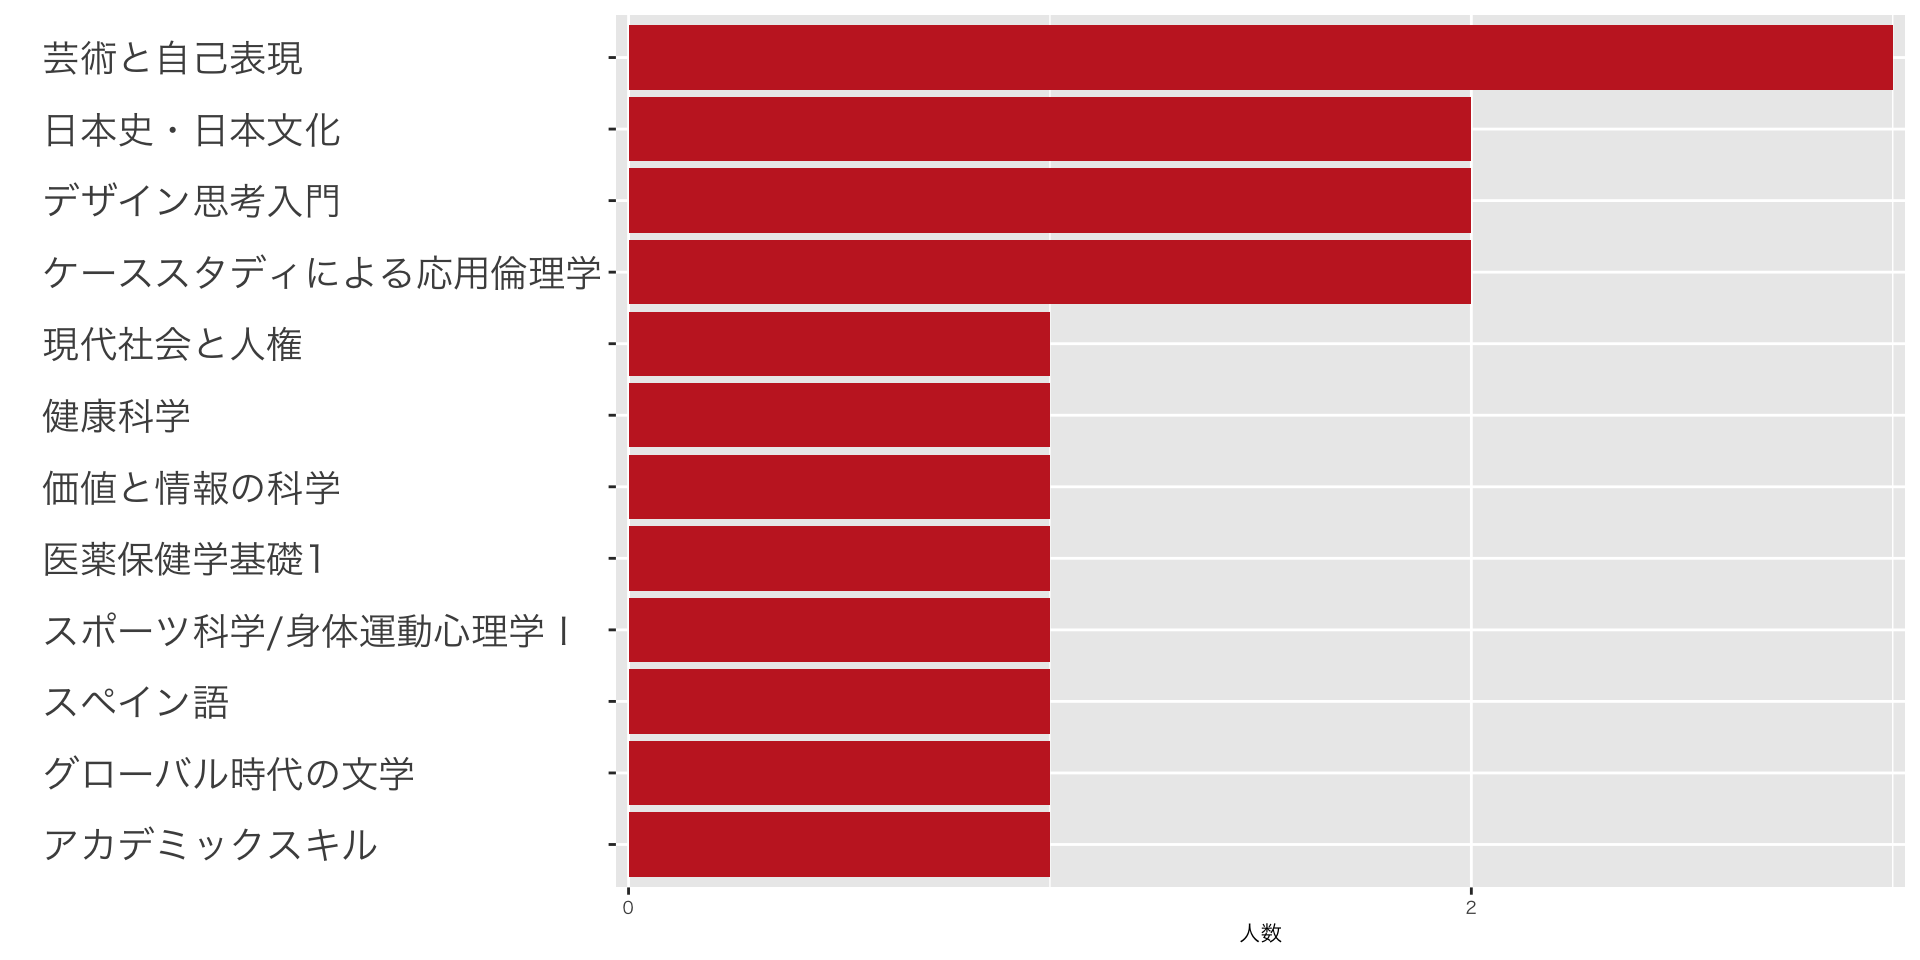 芸術と自己表現
日本史・日本文化
デザイン思考入門
ケーススタディによる応用倫理学
現代社会と人権
健康科学
価値と情報の科学
医薬保健学基礎1
スポーツ科学/身体運動心理学Ⅰ
スペイン語
グローバル時代の文学
アカデミックスキル
0 2
人数